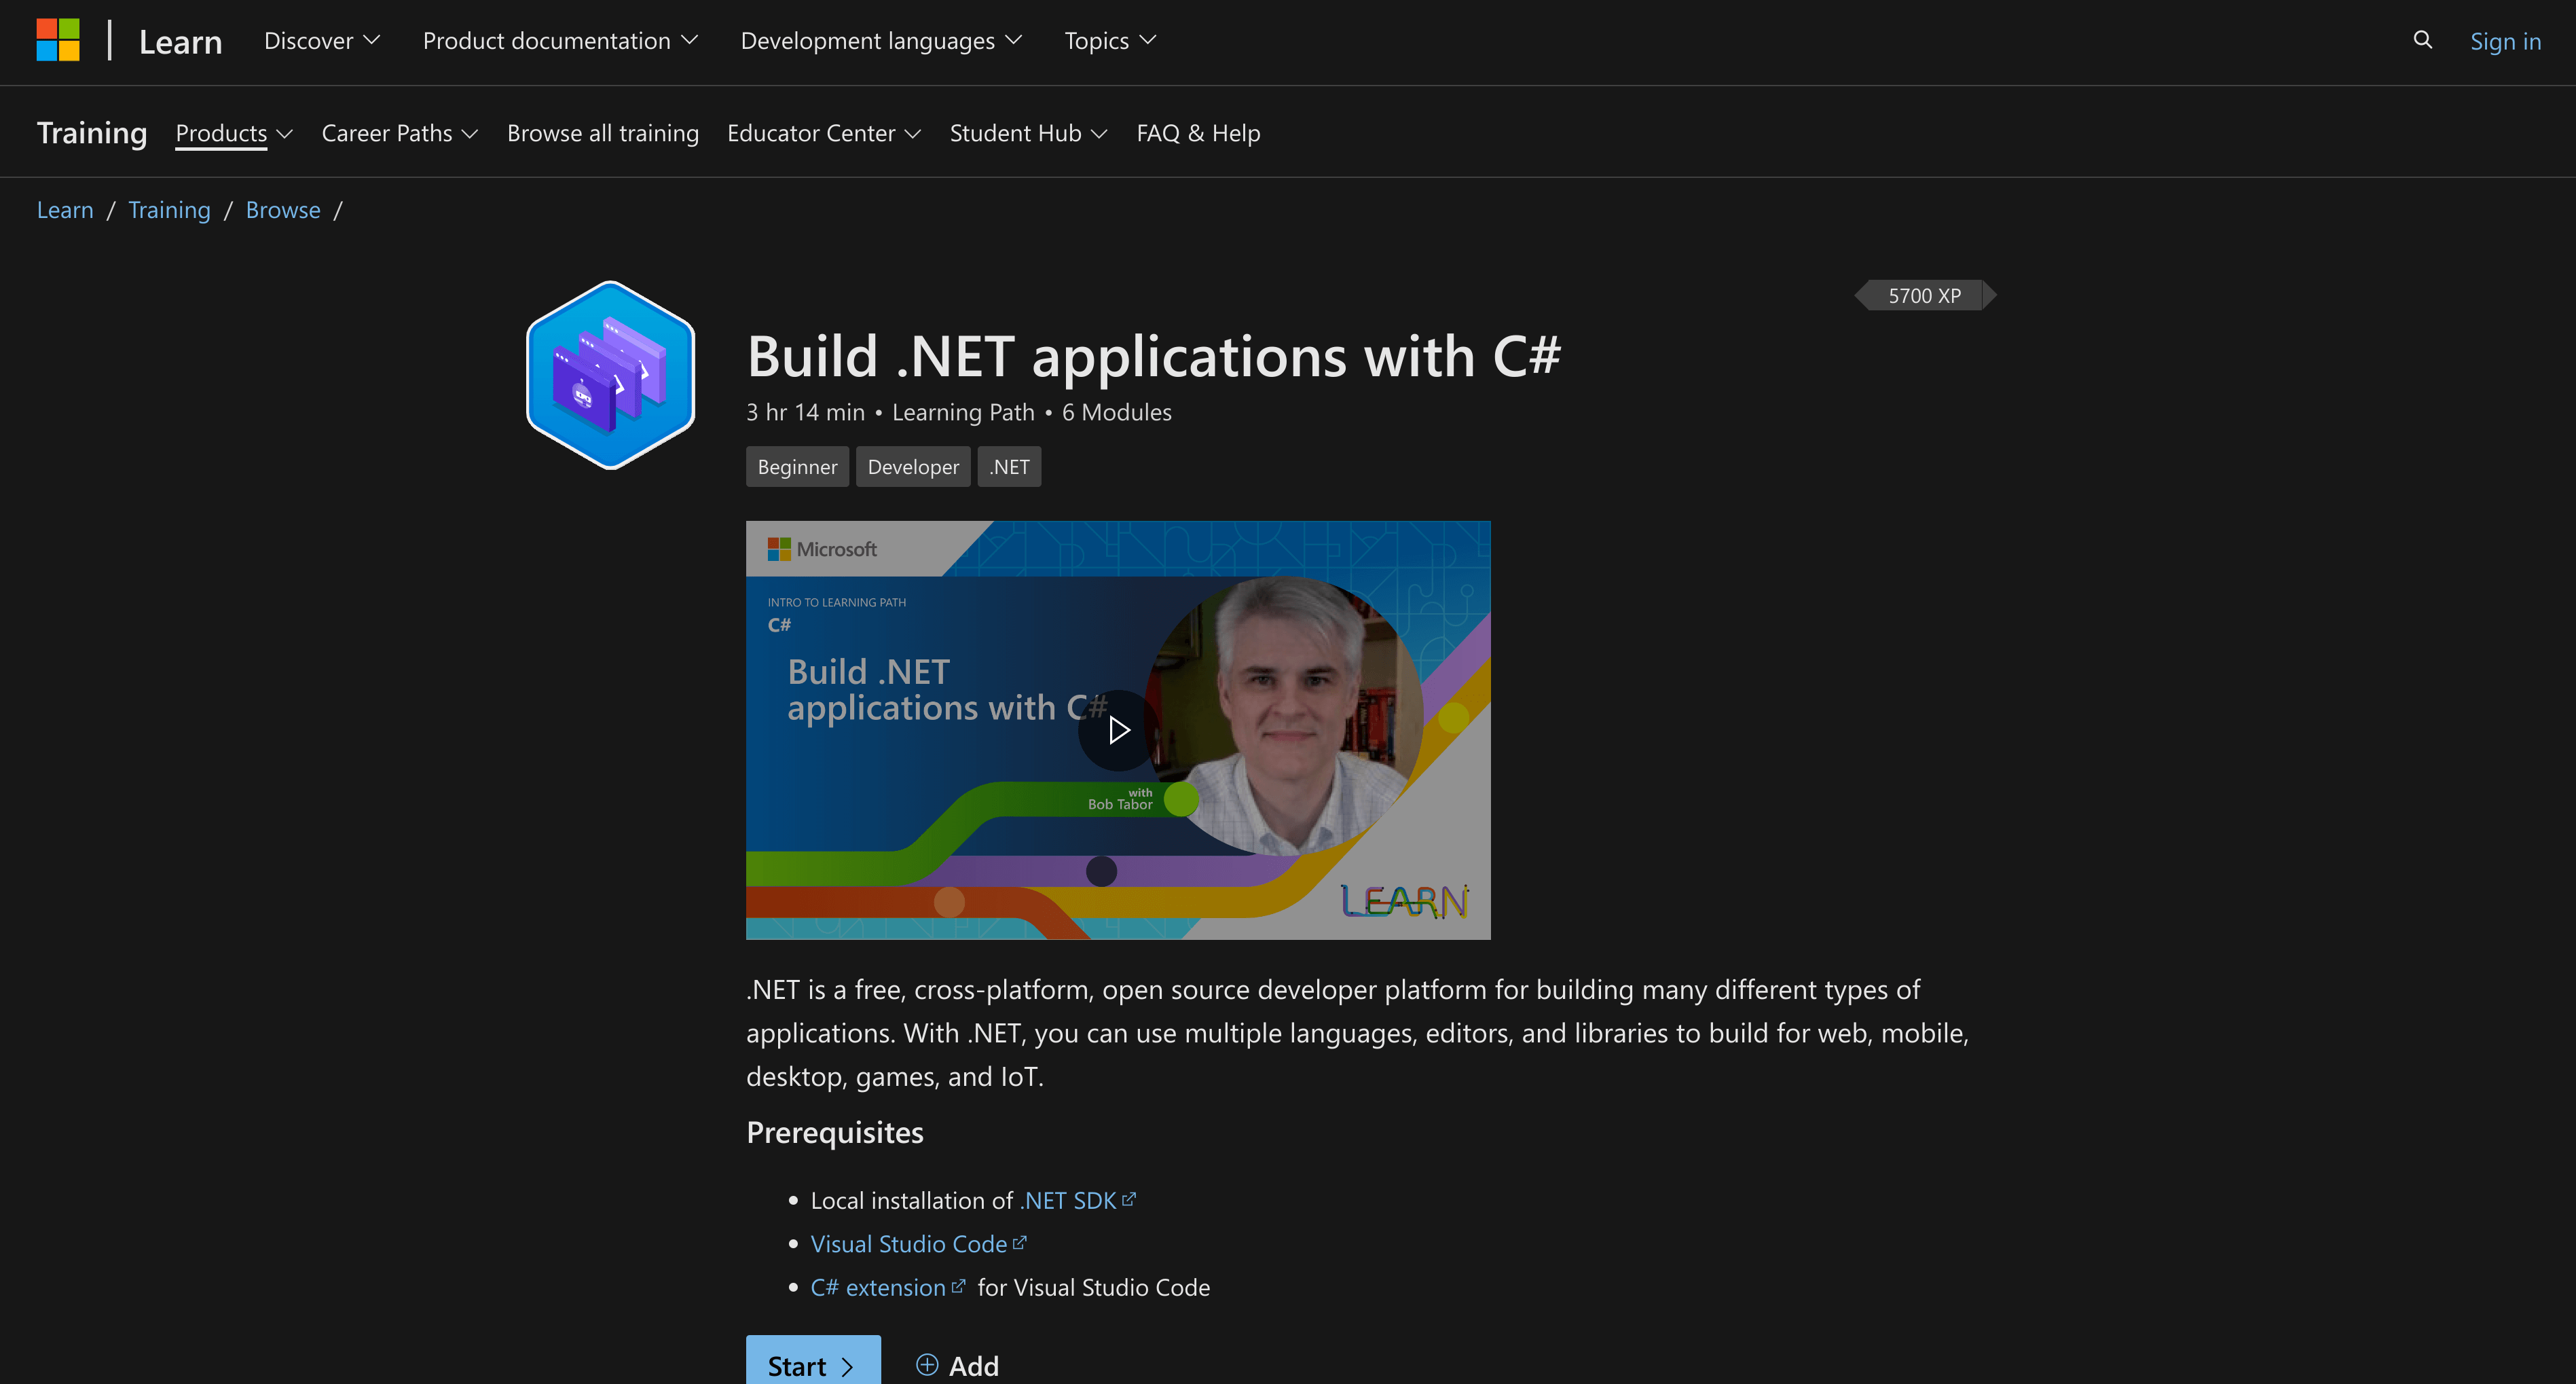 Learn Discover Product documentation Development languages Topics Sign in
Training Products Career Paths Browse all training Educator Center Student Hub FAQ & Help
Learn / Training / Browse /
5700 XP
Build .NET applications with C#
3 hr 14 min • Learning Path • 6 Modules
Beginner Developer .NET
Microsoft
INTRO TO LEARNING PATH
C#
Build .NET
applications with C#
with
Bob Tabor
LEARN
.NET is a free, cross-platform, open source developer platform for building many different types of
applications. With .NET, you can use multiple languages, editors, and libraries to build for web, mobile,
desktop, games, and IoT.
Prerequisites
• Local installation of .NET SDK
• Visual Studio Code
• C# extension for Visual Studio Code
Start Add